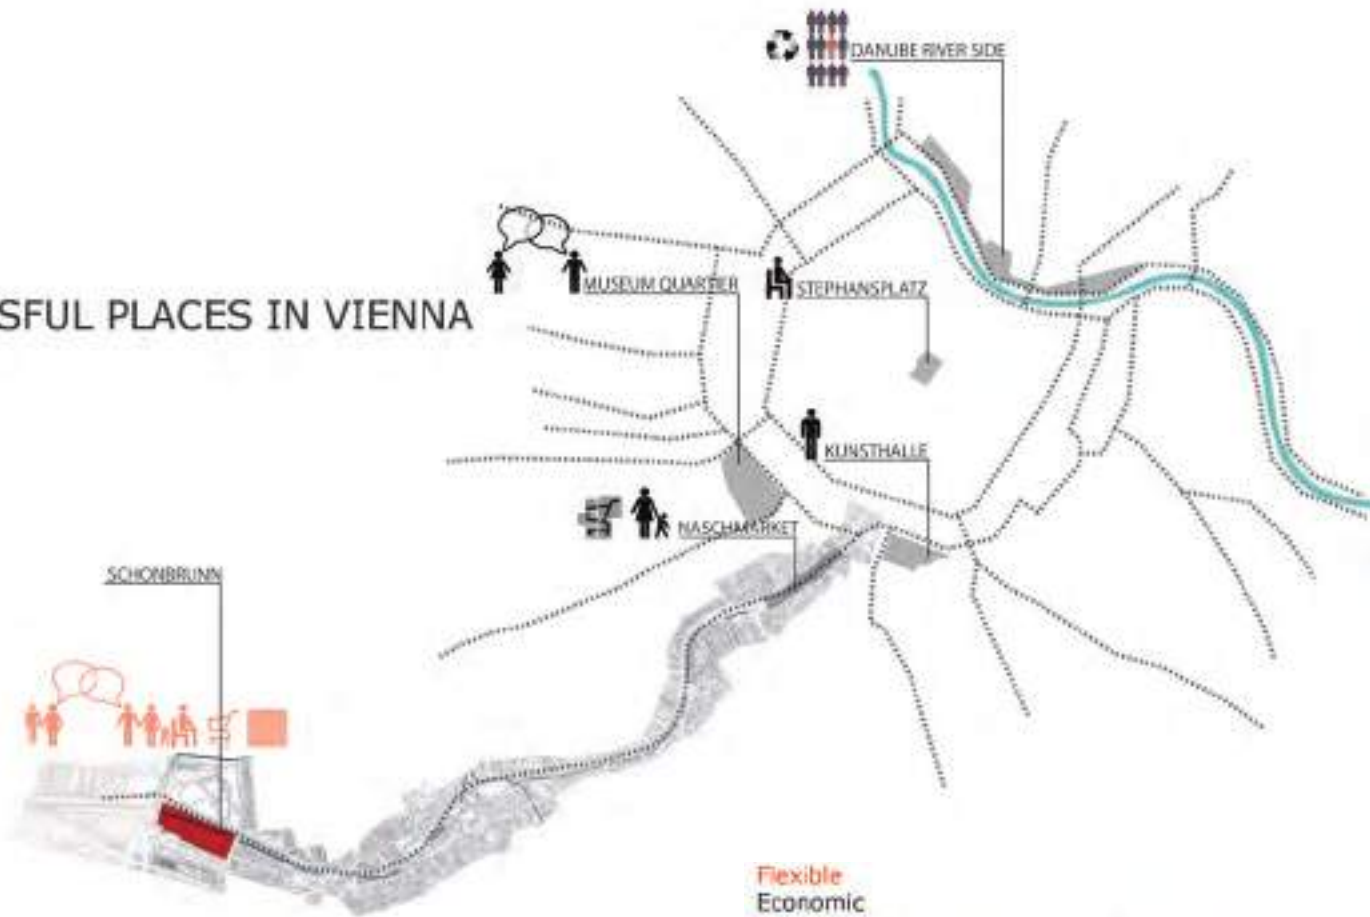 DANUBE RIVER SIDE
MUSEUM QUARTIER
STEPHANSPLATZ
SFUL PLACES IN VIENNA
KUNSTHALLE
NASCHMARKET
SCHONBRUNN
Flexible
Economic